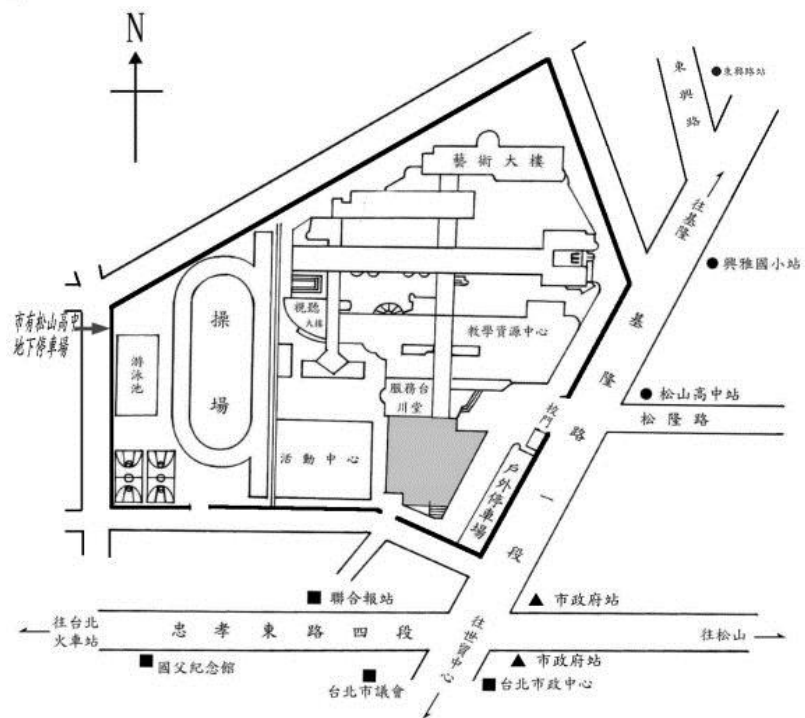 N
東興路
東興路站
藝術大樓
往基隆
興雅國小站
市有松山高中
地下停車場
操場
視聽
大樓
教學資源中心
游泳池
服務台
川堂
校門
基隆路一段
松山高中站
松隆路
活動中心
戶外停車場
聯合報站
市政府站
往台北
火車站
忠孝東路四段
往世貿中心
往松山
國父紀念館
台北市議會
市政府站
台北市政中心